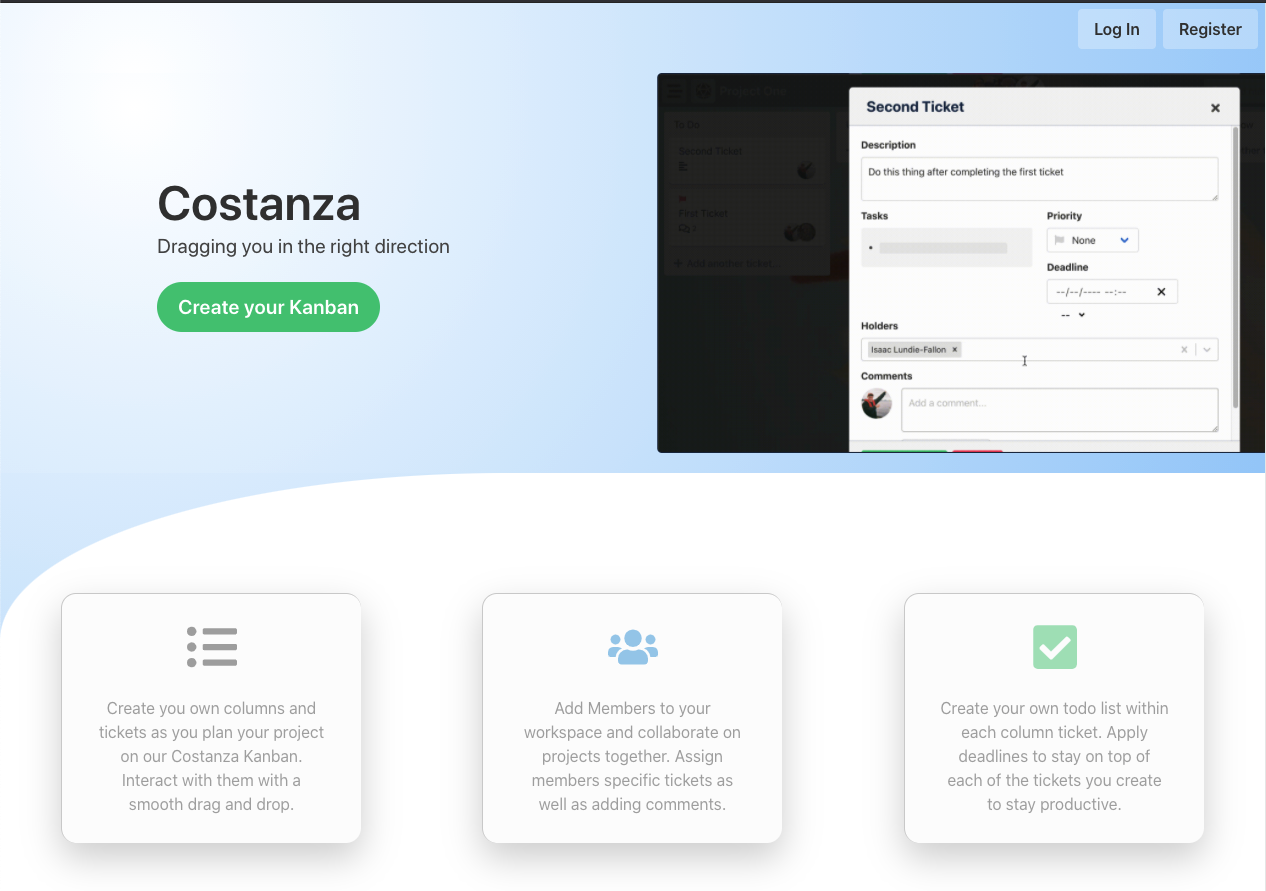 Log In
Register
Costanza
Dragging you in the right direction
Create your Kanban
Project One
To Do
Second Ticket
First Ticket
Second Ticket
Description
Do this thing after completing the first ticket
Tasks
Priority
None
Deadline
--/--/---- --:--
--
Holders
Isaac Lundie-Fallon
Comments
Add a comment...
Create you own columns and
tickets as you plan your project
on our Costanza Kanban.
Interact with them with a
smooth drag and drop.
Add Members to your
workspace and collaborate on
projects together. Assign
members specific tickets as
well as adding comments.
Create your own todo list within
each column ticket. Apply
deadlines to stay on top of
each of the tickets you create
to stay productive.